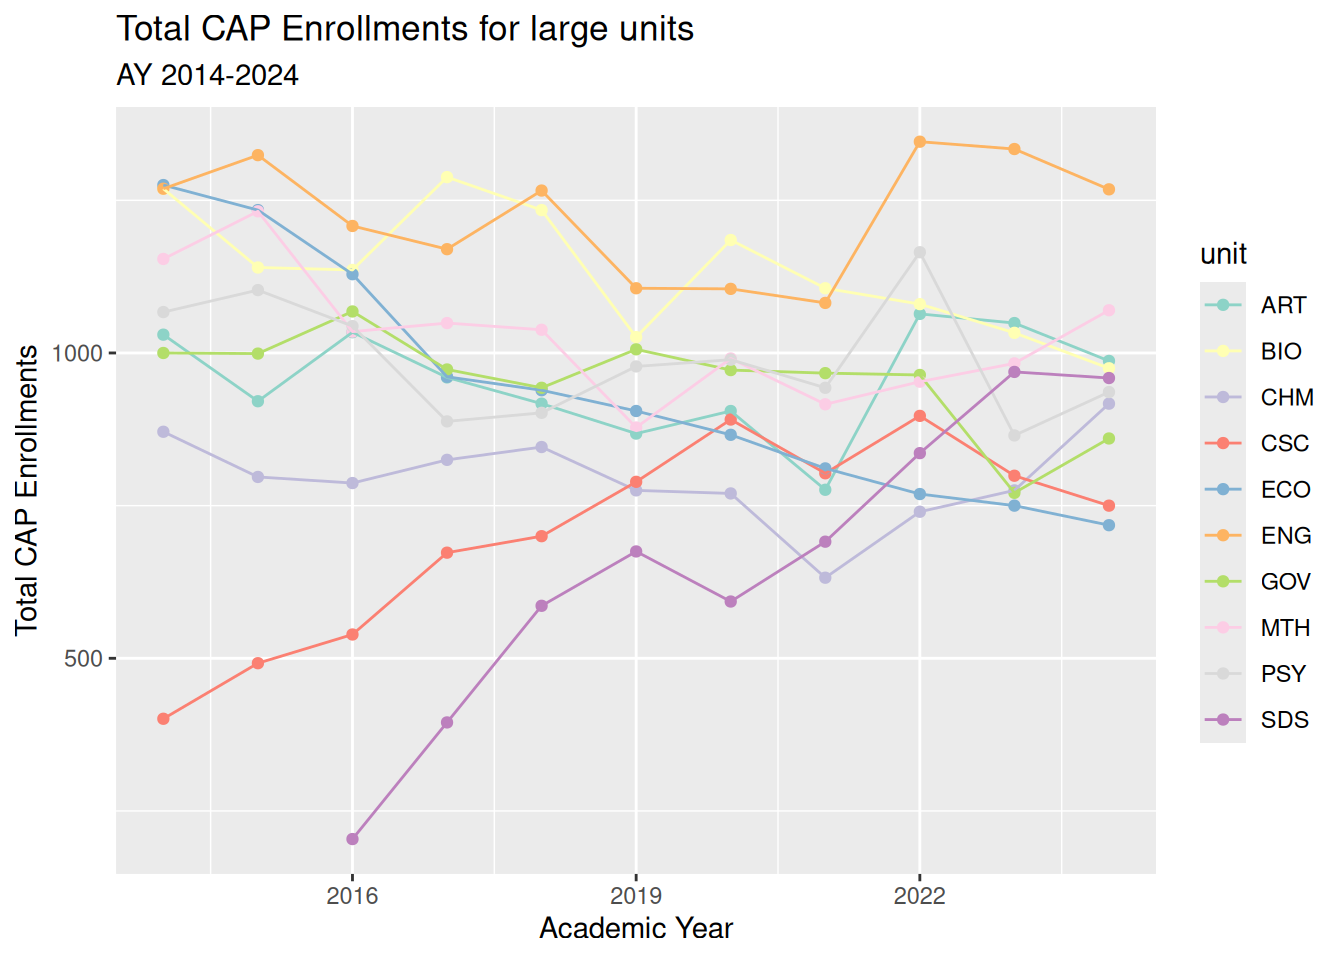 Total CAP Enrollments for large units
AY 2014-2024
Total CAP Enrollments
1000
500
2016
2019
2022
Academic Year
unit
ART
BIO
CHM
CSC
ECO
ENG
GOV
MTH
PSY
SDS